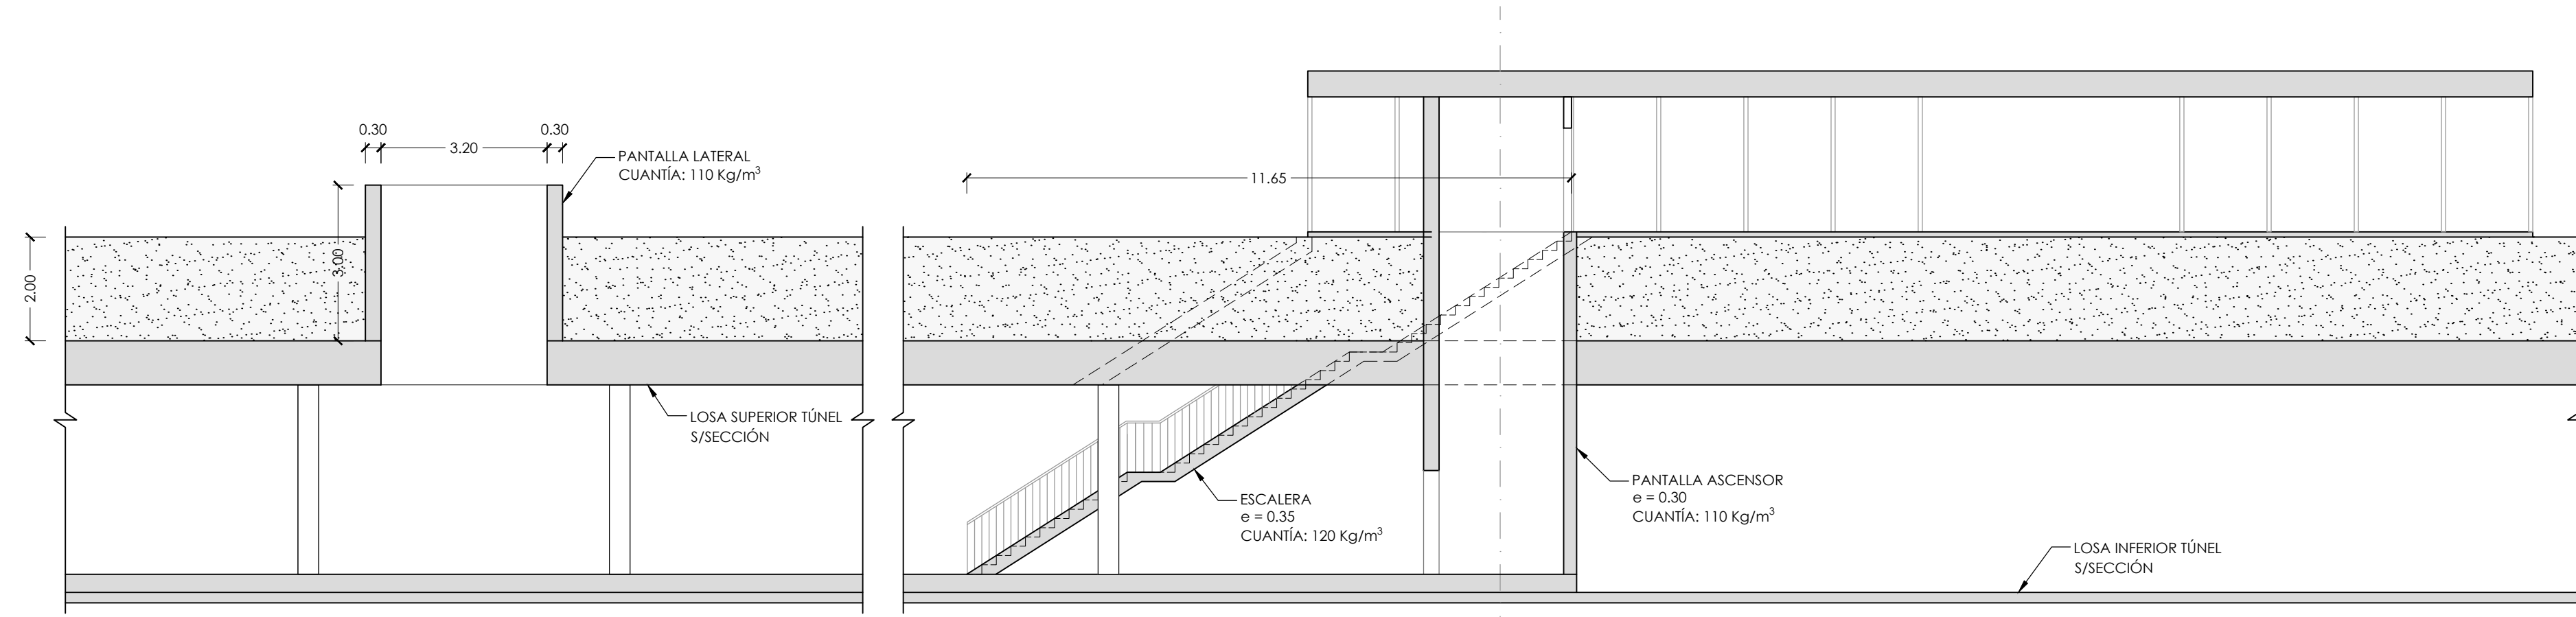 0.30
3.20
0.30
PANTALLA LATERAL
CUANTÍA: 110 Kg/m³
3.00
2.00
LOSA SUPERIOR TÚNEL
S/SECCIÓN
11.65
ESCALERA
e = 0.35
CUANTÍA: 120 Kg/m³
PANTALLA ASCENSOR
e = 0.30
CUANTÍA: 110 Kg/m³
LOSA INFERIOR TÚNEL
S/SECCIÓN